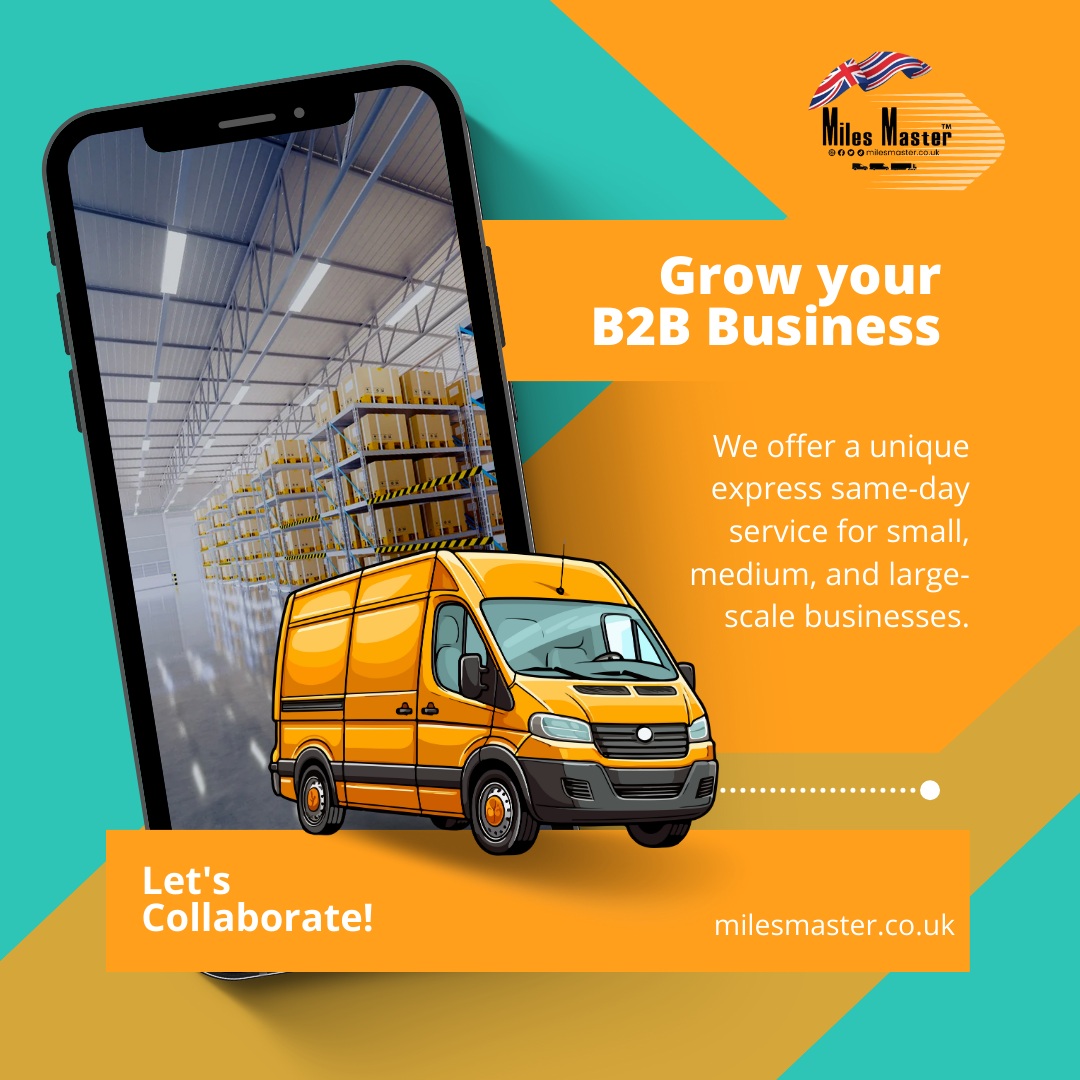 Miles Master™
milesmaster.co.uk
Grow your
B2B Business
We offer a unique
express same-day
service for small,
medium, and large-
scale businesses.
Let's
Collaborate!
milesmaster.co.uk